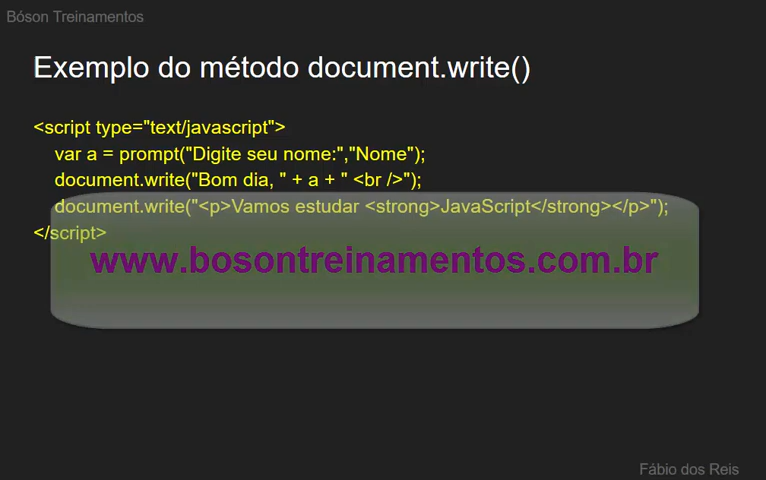 Bóson Treinamentos
Exemplo do método document.write()
<script type="text/javascript">
var a = prompt("Digite seu nome:","Nome");
document.write("Bom dia, " + a + " <br />");
document.write("<p>Vamos estudar <strong>JavaScript</strong></p>");
</script>
www.bosontreinamentos.com.br
Fábio dos Reis